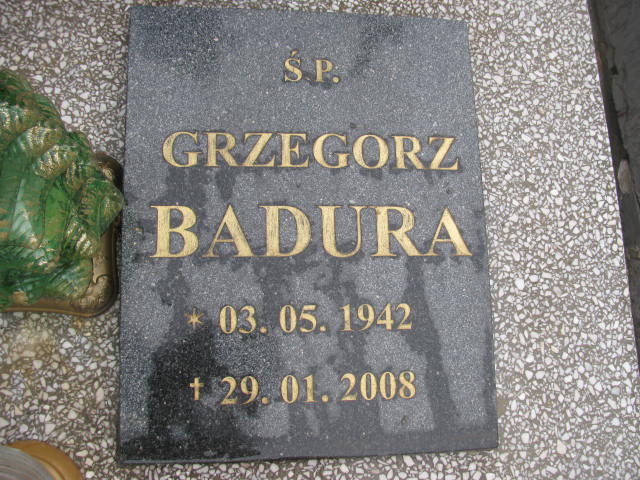 Ś.P.
GRZEGORZ
BADURA
* 03. 05. 1942
✝ 29. 01. 2008